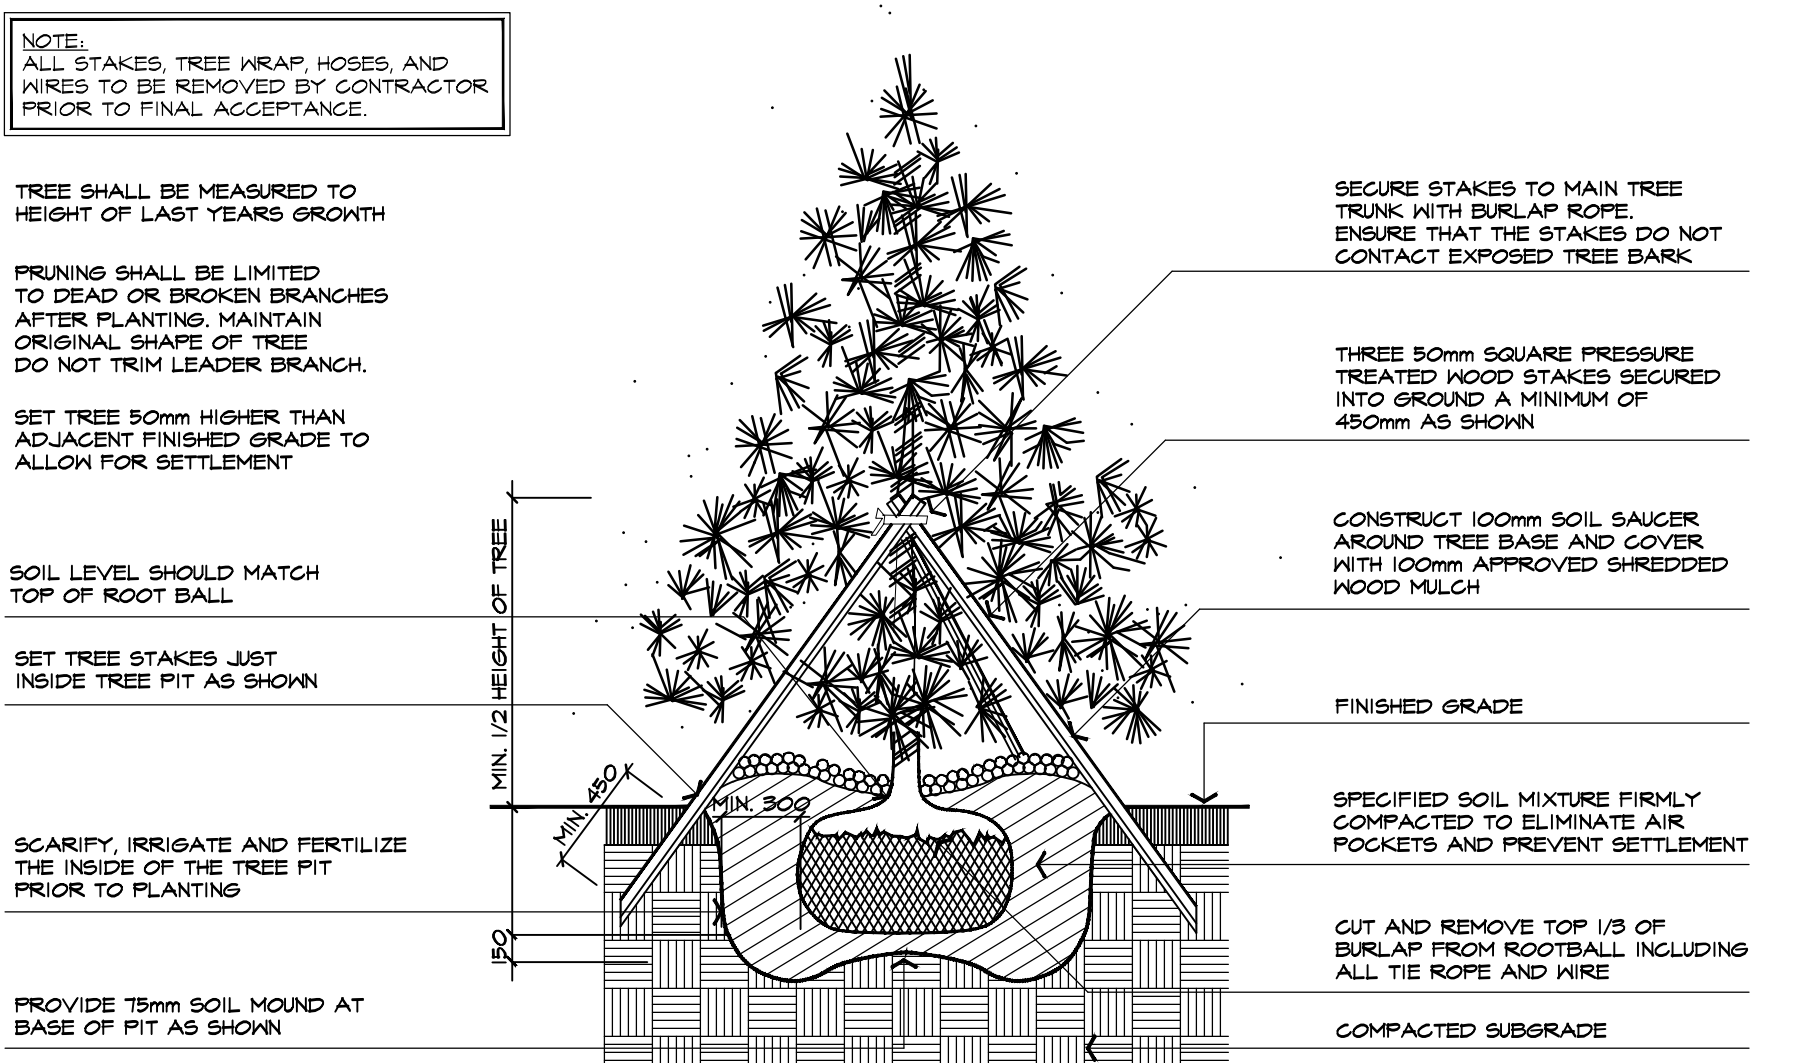 NOTE:
ALL STAKES, TREE WRAP, HOSES, AND
WIRES TO BE REMOVED BY CONTRACTOR
PRIOR TO FINAL ACCEPTANCE.
TREE SHALL BE MEASURED TO
HEIGHT OF LAST YEARS GROWTH
PRUNING SHALL BE LIMITED
TO DEAD OR BROKEN BRANCHES
AFTER PLANTING. MAINTAIN
ORIGINAL SHAPE OF TREE
DO NOT TRIM LEADER BRANCH.
SET TREE 50mm HIGHER THAN
ADJACENT FINISHED GRADE TO
ALLOW FOR SETTLEMENT
SOIL LEVEL SHOULD MATCH
TOP OF ROOT BALL
SET TREE STAKES JUST
INSIDE TREE PIT AS SHOWN
SCARIFY, IRRIGATE AND FERTILIZE
THE INSIDE OF THE TREE PIT
PRIOR TO PLANTING
PROVIDE 75mm SOIL MOUND AT
BASE OF PIT AS SHOWN
MIN. 1/2 HEIGHT OF TREE
MIN. 450
MIN. 300
150
SECURE STAKES TO MAIN TREE
TRUNK WITH BURLAP ROPE.
ENSURE THAT THE STAKES DO NOT
CONTACT EXPOSED TREE BARK
THREE 50mm SQUARE PRESSURE
TREATED WOOD STAKES SECURED
INTO GROUND A MINIMUM OF
450mm AS SHOWN
CONSTRUCT 100mm SOIL SAUCER
AROUND TREE BASE AND COVER
WITH 100mm APPROVED SHREDDED
WOOD MULCH
FINISHED GRADE
SPECIFIED SOIL MIXTURE FIRMLY
COMPACTED TO ELIMINATE AIR
POCKETS AND PREVENT SETTLEMENT
CUT AND REMOVE TOP 1/3 OF
BURLAP FROM ROOTBALL INCLUDING
ALL TIE ROPE AND WIRE
COMPACTED SUBGRADE